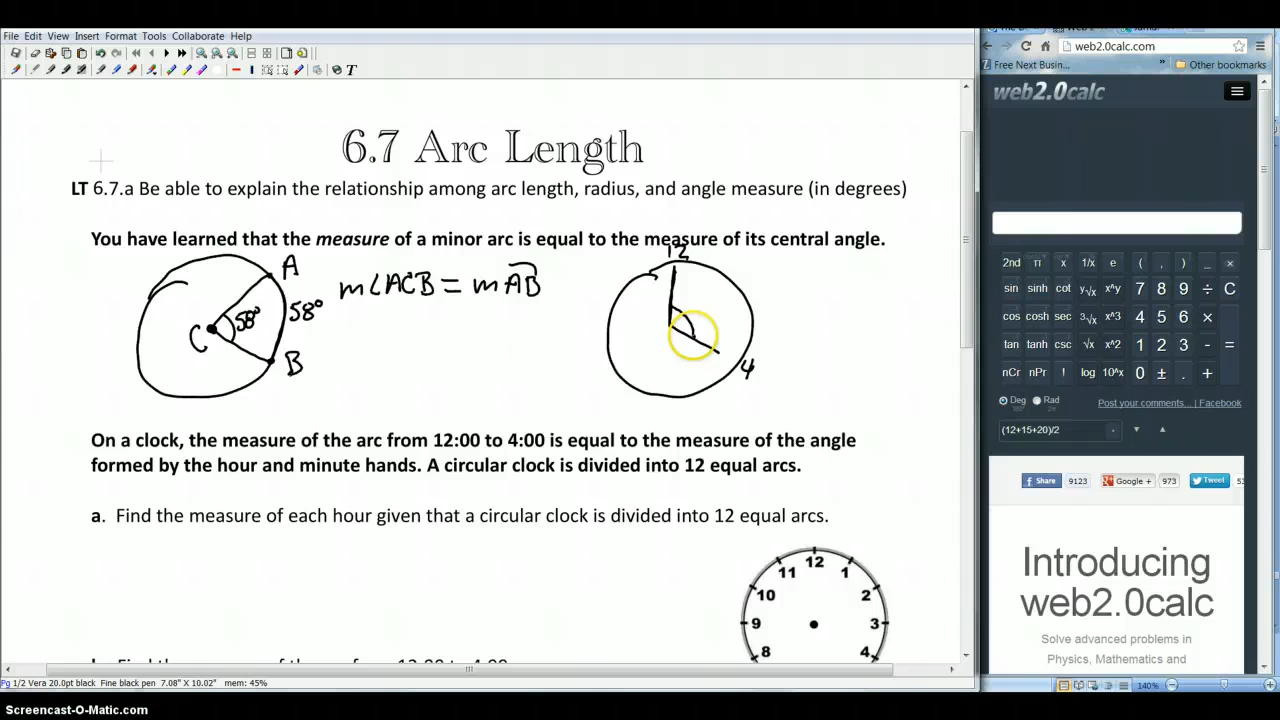 File Edit View Insert Format Tools Collaborate Help
6.7 Arc Length
LT 6.7.a Be able to explain the relationship among arc length, radius, and angle measure (in degrees)
You have learned that the measure of a minor arc is equal to the measure of its central angle.
A
58°
58°
C
B
m∠ACB = mAB
12
4
On a clock, the measure of the arc from 12:00 to 4:00 is equal to the measure of the angle
formed by the hour and minute hands. A circular clock is divided into 12 equal arcs.
a. Find the measure of each hour given that a circular clock is divided into 12 equal arcs.
12
11 1
10 2
9 3
8 4
Pg 1/2 Vera 20.0pt black Fine black pen 7.08" X 10.02" mem: 45%
Screencast-O-Matic.com
web2.0calc.com
Free Next Busin... » Other bookmarks
web2.0calc
2nd π x 1/x e ( , ) ←
sin sinh cot y√x x^y 7 8 9 ÷ C
cos cosh sec 3√x x^3 4 5 6 ×
tan tanh csc √x x^2 1 2 3 - =
nCr nPr ! log 10^x 0 ± . +
Deg Rad
Post your comments... | Facebook
(12+15+20)/2
Share 9123 Google + 973 Tweet
Introducing
web2.0calc
Solve advanced problems in
Physics, Mathematics and
140%